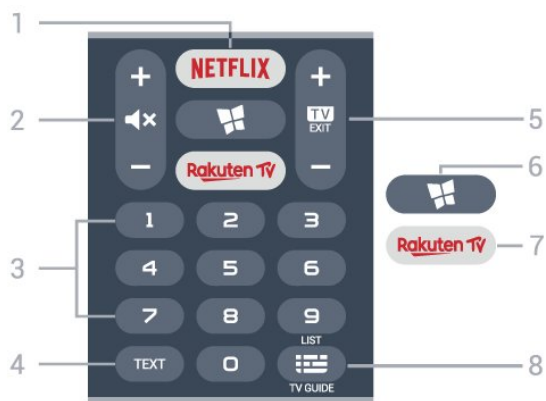 1
NETFLIX
+ +
2
TV
EXIT
5
- -
6
Rakuten TV
Rakuten TV
7
1 2 3
3
4 5 6
7 8 9
LIST
4
TEXT 0
8
TV GUIDE